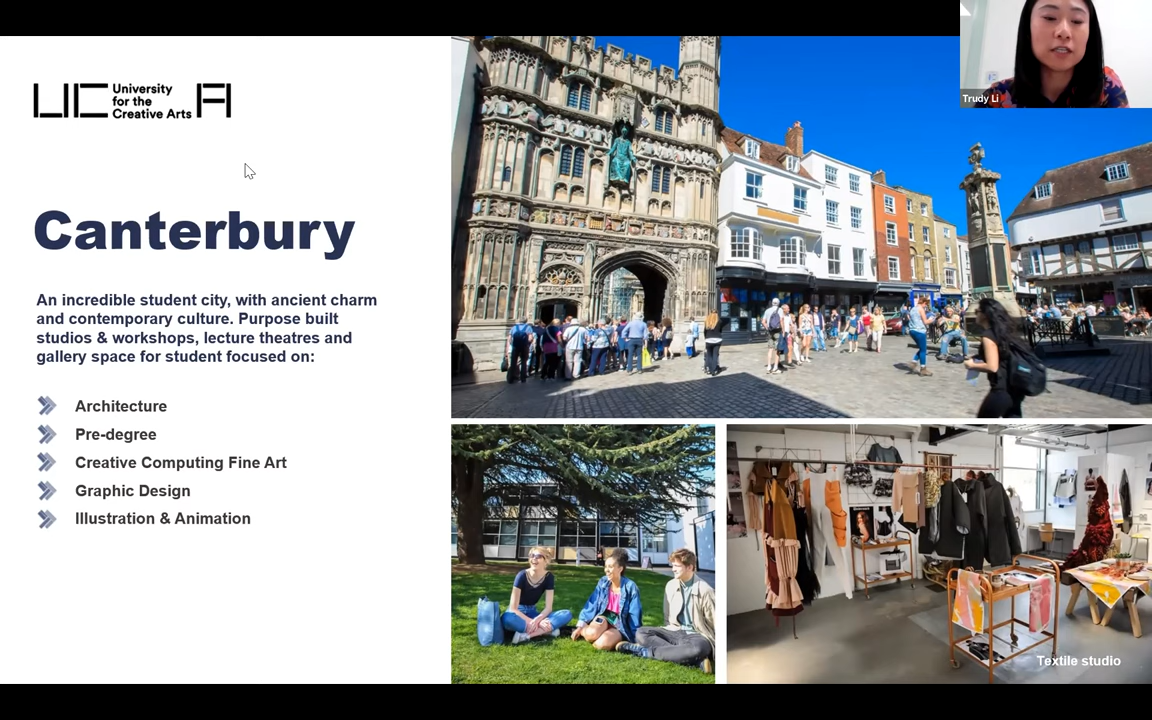 UC University for the Creative Arts A
Trudy Li
Canterbury
An incredible student city, with ancient charm
and contemporary culture. Purpose built
studios & workshops, lecture theatres and
gallery space for student focused on:
Architecture
Pre-degree
Creative Computing Fine Art
Graphic Design
Illustration & Animation
Textile studio